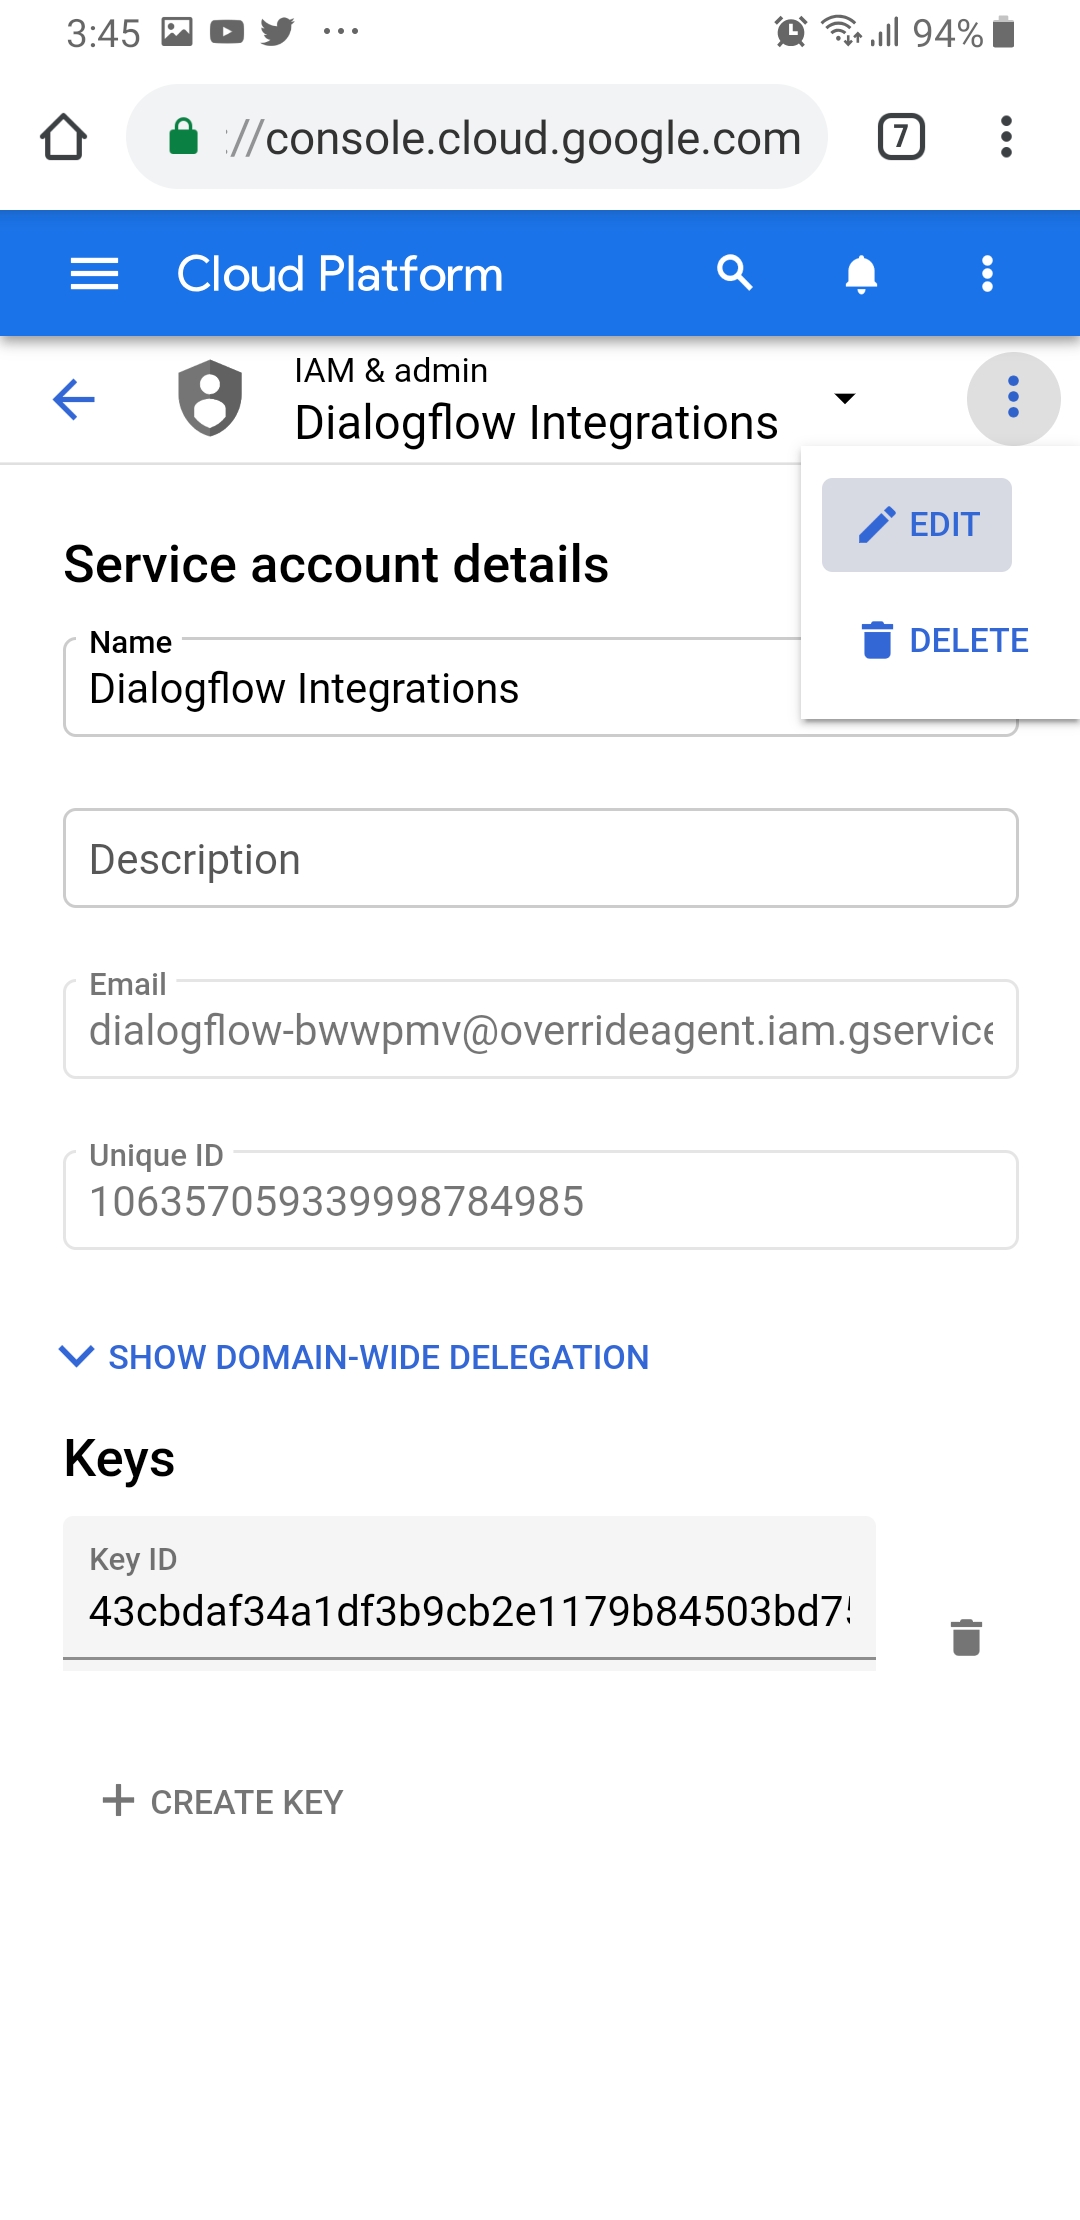 3:45 94%
://console.cloud.google.com 7
Cloud Platform
IAM & admin
Dialogflow Integrations
EDIT
DELETE
Service account details
Name
Dialogflow Integrations
Description
Email
dialogflow-bwwpmv@overrideagent.iam.gservice
Unique ID
106357059339998784985
SHOW DOMAIN-WIDE DELEGATION
Keys
Key ID
43cbdaf34a1df3b9cb2e1179b84503bd75
CREATE KEY